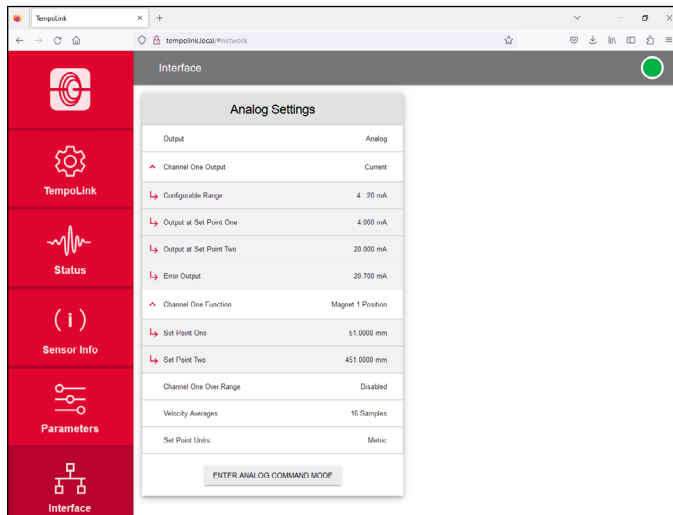 TempoLink
tempolink.local/#network
Interface
Analog Settings
Output Analog
Channel One Output Current
Configurable Range 4 20 mA
Output at Set Point One 4.000 mA
Output at Set Point Two 20.000 mA
Error Output 20.700 mA
Channel One Function Magnet 1 Position
Set Point One 51.0000 mm
Set Point Two 451.0000 mm
Channel One Over Range Disabled
Velocity Averages 16 Samples
Set Point Units Metric
ENTER ANALOG COMMAND MODE
TempoLink
Status
(i)
Sensor Info
Parameters
Interface